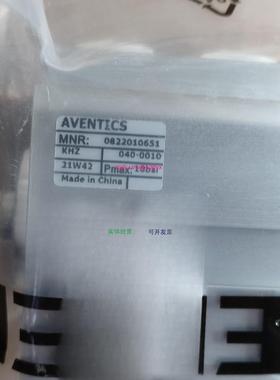 AVENTICS
MNR: 0822010651
KHZ 040-0010
21W42 Pmax: 10bar
Made in China
实体经营 可开发票